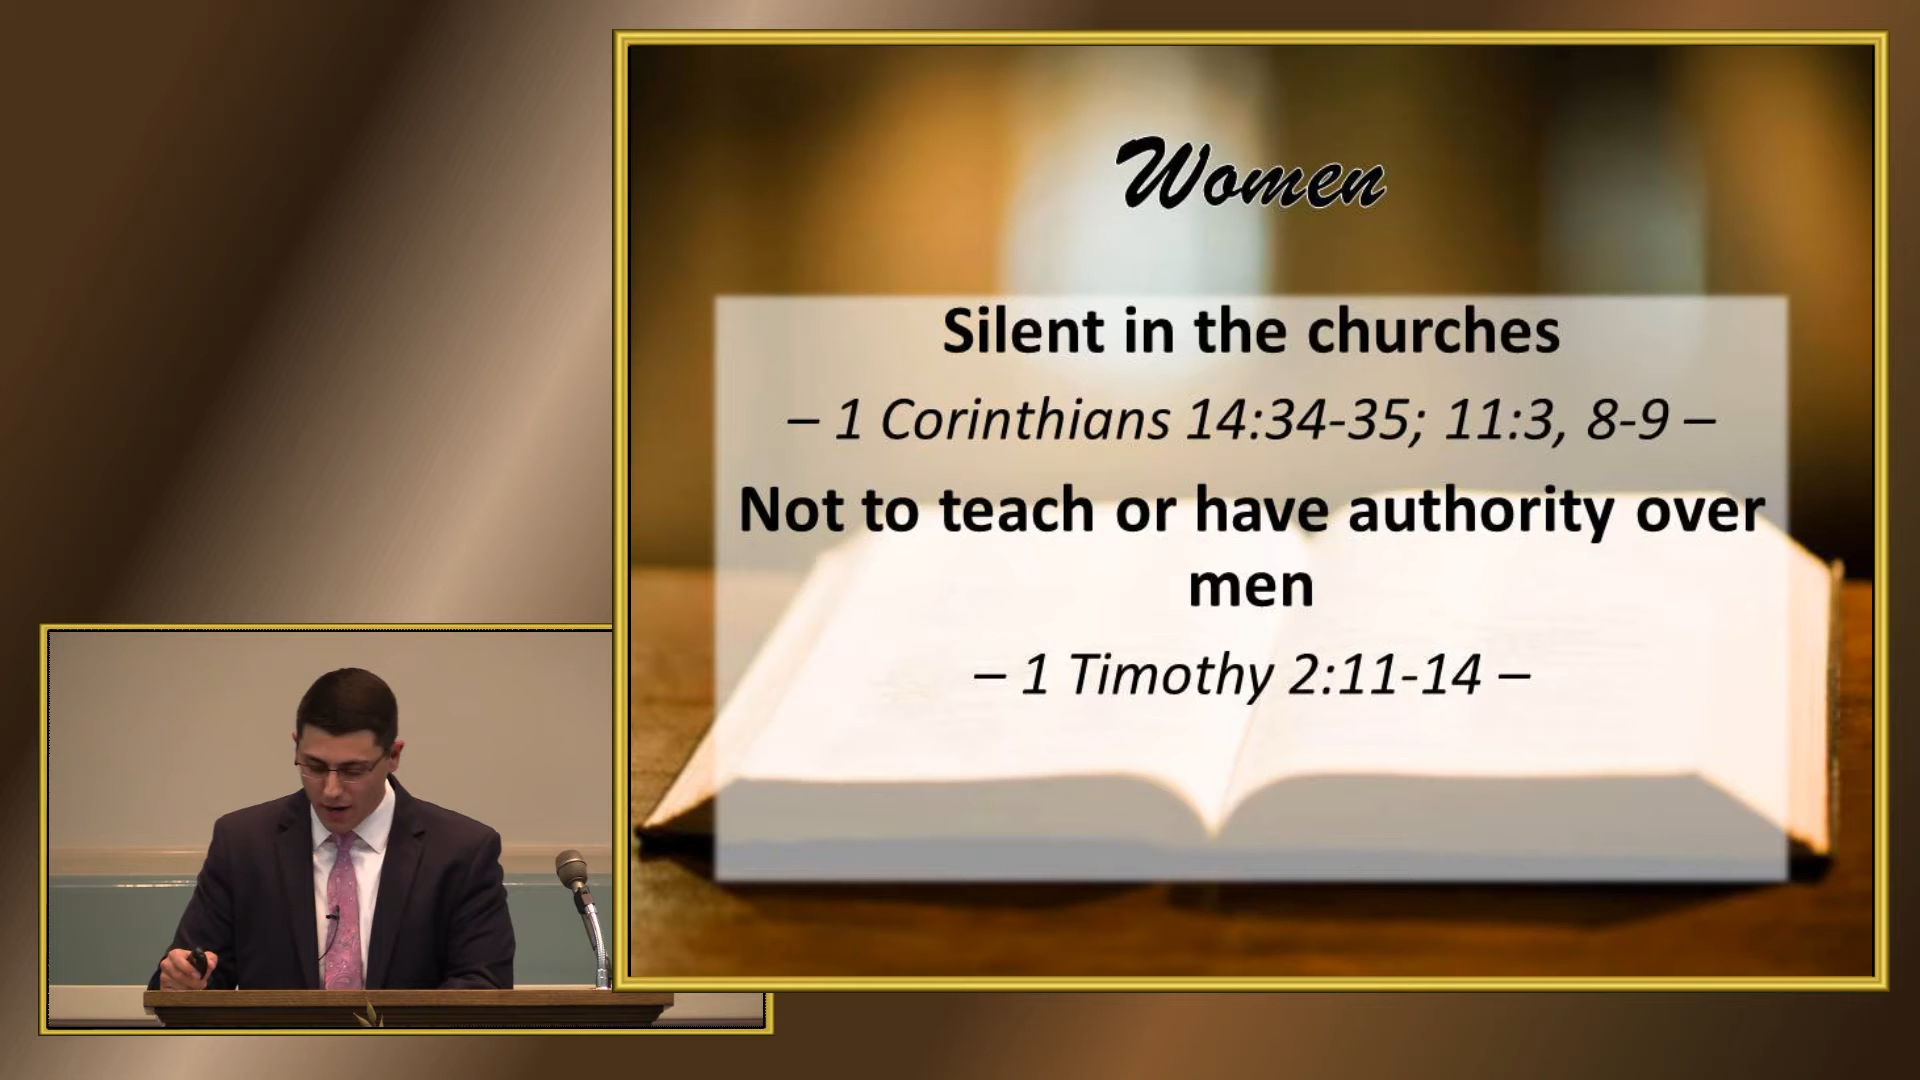 Women
Silent in the churches
– 1 Corinthians 14:34-35; 11:3, 8-9 –
Not to teach or have authority over
men
– 1 Timothy 2:11-14 –